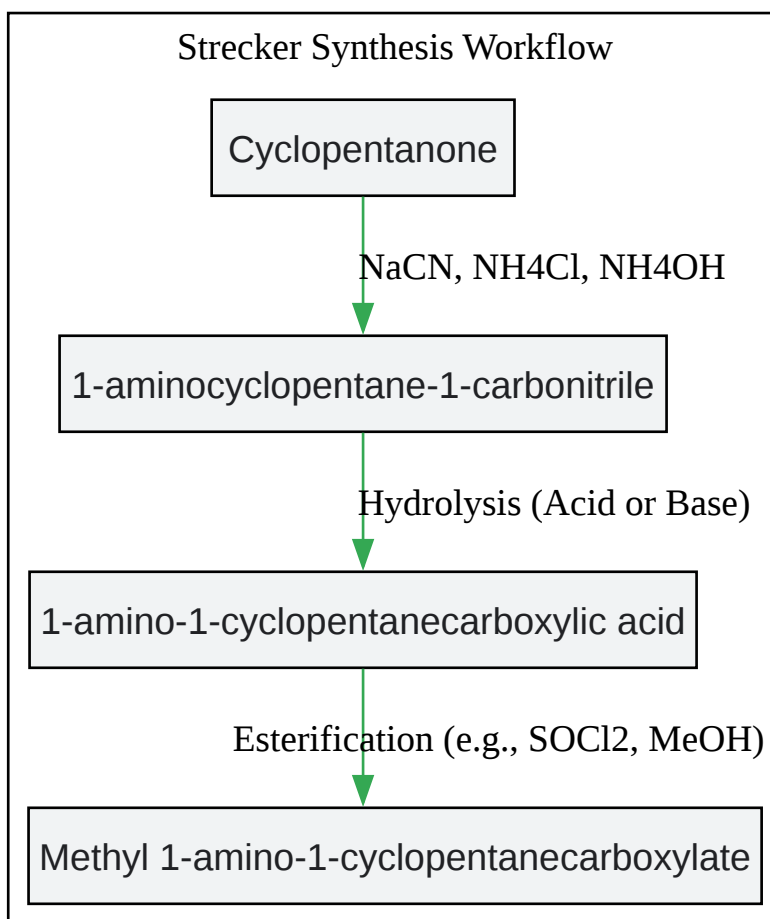 Strecker Synthesis Workflow
Cyclopentanone
NaCN, NH4Cl, NH4OH
1-aminocyclopentane-1-carbonitrile
Hydrolysis (Acid or Base)
1-amino-1-cyclopentanecarboxylic acid
Esterification (e.g., SOCl2, MeOH)
Methyl 1-amino-1-cyclopentanecarboxylate